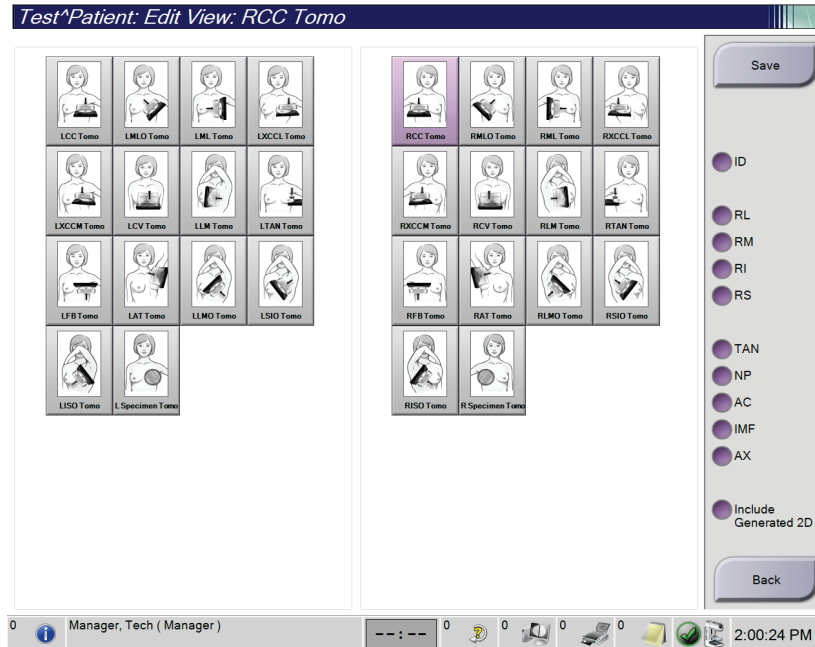 Test^Patient: Edit View: RCC Tomo
LCC Tomo
LMLO Tomo
LML Tomo
LXCCL Tomo
LXCCM Tomo
LCV Tomo
LLM Tomo
LTAN Tomo
LFB Tomo
LAT Tomo
LLMO Tomo
LSIO Tomo
LISO Tomo
L Specimen Tomo
RCC Tomo
RMLO Tomo
RML Tomo
RXCCL Tomo
RXCCM Tomo
RCV Tomo
RLM Tomo
RTAN Tomo
RFB Tomo
RAT Tomo
RLMO Tomo
RSIO Tomo
RISO Tomo
R Specimen Tomo
Save
ID
RL
RM
RI
RS
TAN
NP
AC
IMF
AX
Include
Generated 2D
Back
0
Manager, Tech ( Manager )
--:--
0
0
0
0
2:00:24 PM